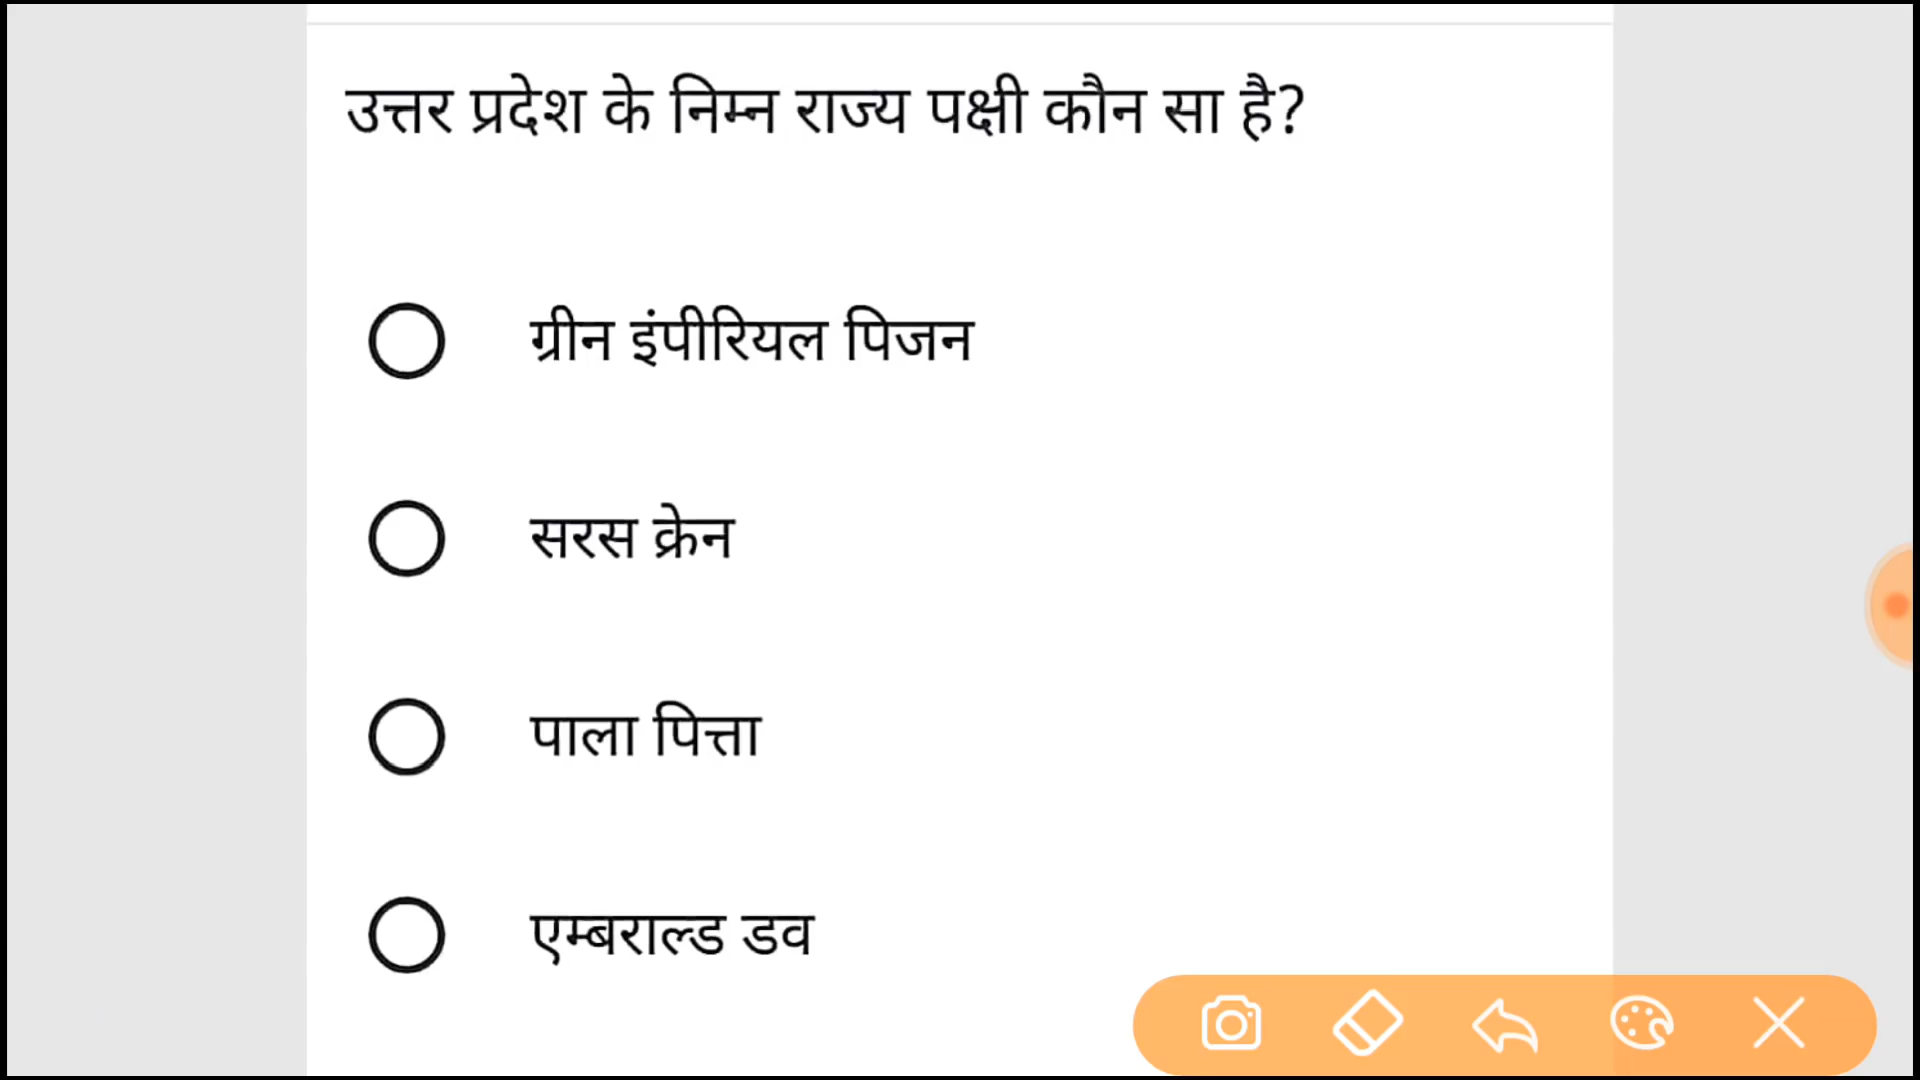 उत्तर प्रदेश के निम्न राज्य पक्षी कौन सा है?
ग्रीन इंपीरियल पिजन
सरस क्रेन
पाला पित्ता
एम्बराल्ड डव